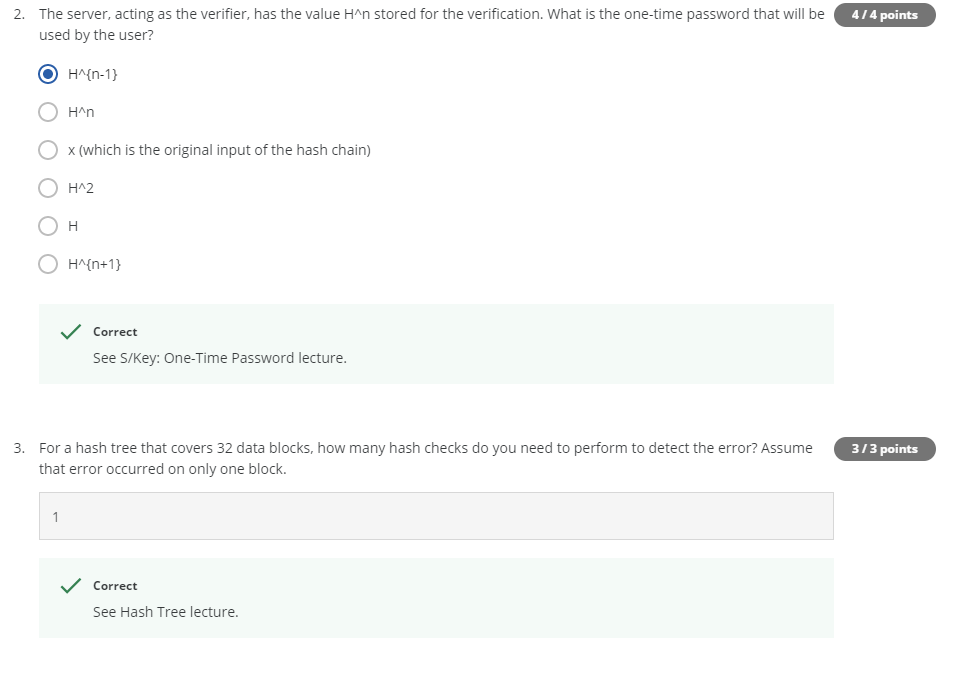 2. The server, acting as the verifier, has the value H^n stored for the verification. What is the one-time password that will be
used by the user?
4 / 4 points
H^{n-1}
H^n
x (which is the original input of the hash chain)
H^2
H
H^{n+1}
Correct
See S/Key: One-Time Password lecture.
3. For a hash tree that covers 32 data blocks, how many hash checks do you need to perform to detect the error? Assume
that error occurred on only one block.
3 / 3 points
1
Correct
See Hash Tree lecture.